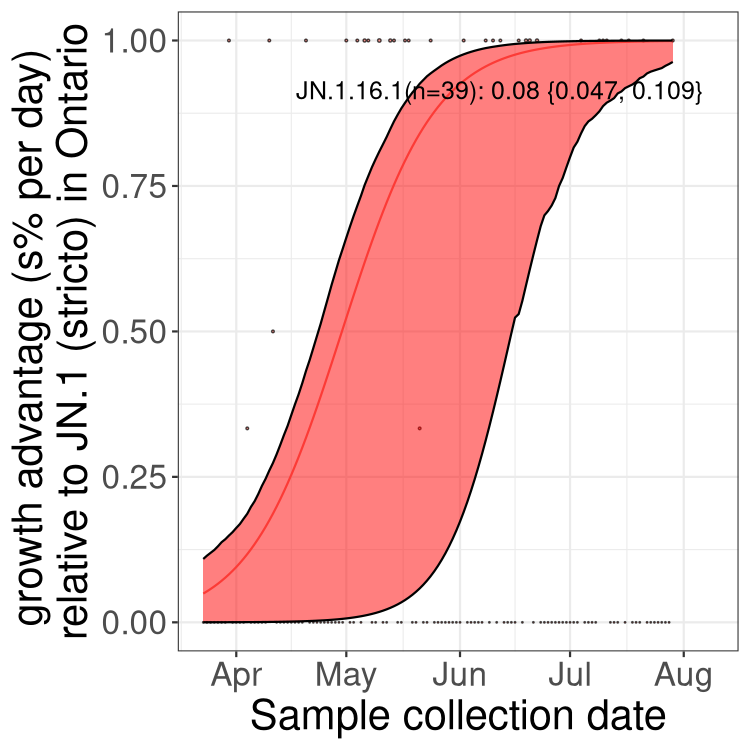 growth advantage (s% per day)
relative to JN.1 (stricto) in Ontario
1.00
0.75
0.50
0.25
0.00
JN.1.16.1(n=39): 0.08 {0.047, 0.109}
Apr May Jun Jul Aug
Sample collection date